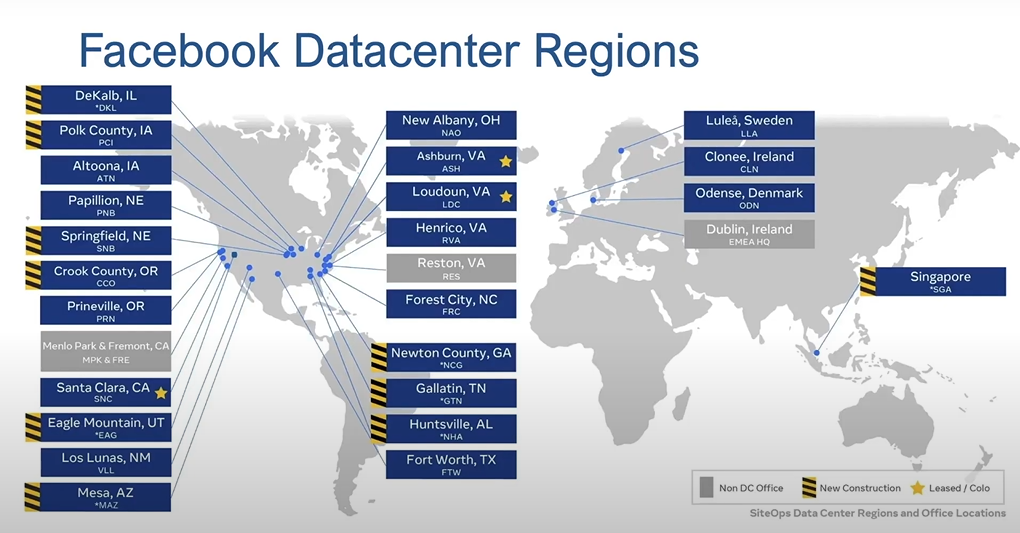 Facebook Datacenter Regions
DeKalb, IL
*DKL
Polk County, IA
PCI
Altoona, IA
ATN
Papillion, NE
PNB
Springfield, NE
SNB
Crook County, OR
CCO
Prineville, OR
PRN
Menlo Park & Fremont, CA
MPK & FRE
Santa Clara, CA
SNC
Eagle Mountain, UT
*EAG
Los Lunas, NM
VLL
Mesa, AZ
*MAZ
New Albany, OH
NAO
Ashburn, VA
ASH
Loudoun, VA
LDC
Henrico, VA
RVA
Reston, VA
RES
Forest City, NC
FRC
Newton County, GA
*NCG
Gallatin, TN
*GTN
Huntsville, AL
*NHA
Fort Worth, TX
FTW
Luleå, Sweden
LLA
Clonee, Ireland
CLN
Odense, Denmark
ODN
Dublin, Ireland
EMEA HQ
Singapore
*SGA
Non DC Office
New Construction
Leased / Colo
SiteOps Data Center Regions and Office Locations